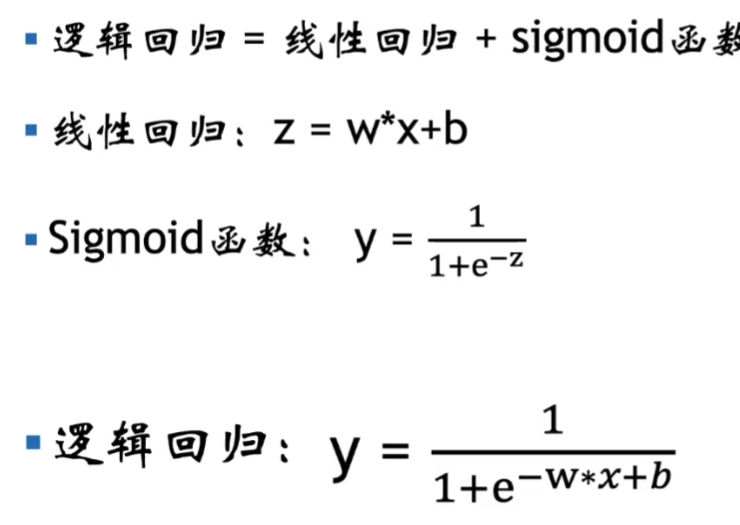 ▪ 逻辑回归 = 线性回归 + sigmoid函数
▪ 线性回归：z = w*x+b
▪ Sigmoid函数： y = 1/(1+e^−z)
▪ 逻辑回归：y = 1/(1+e^−w*x+b)